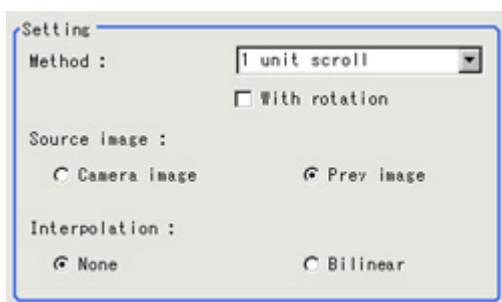 Setting
Method : 1 unit scroll
With rotation
Source image :
Camera image Prev image
Interpolation :
None Bilinear